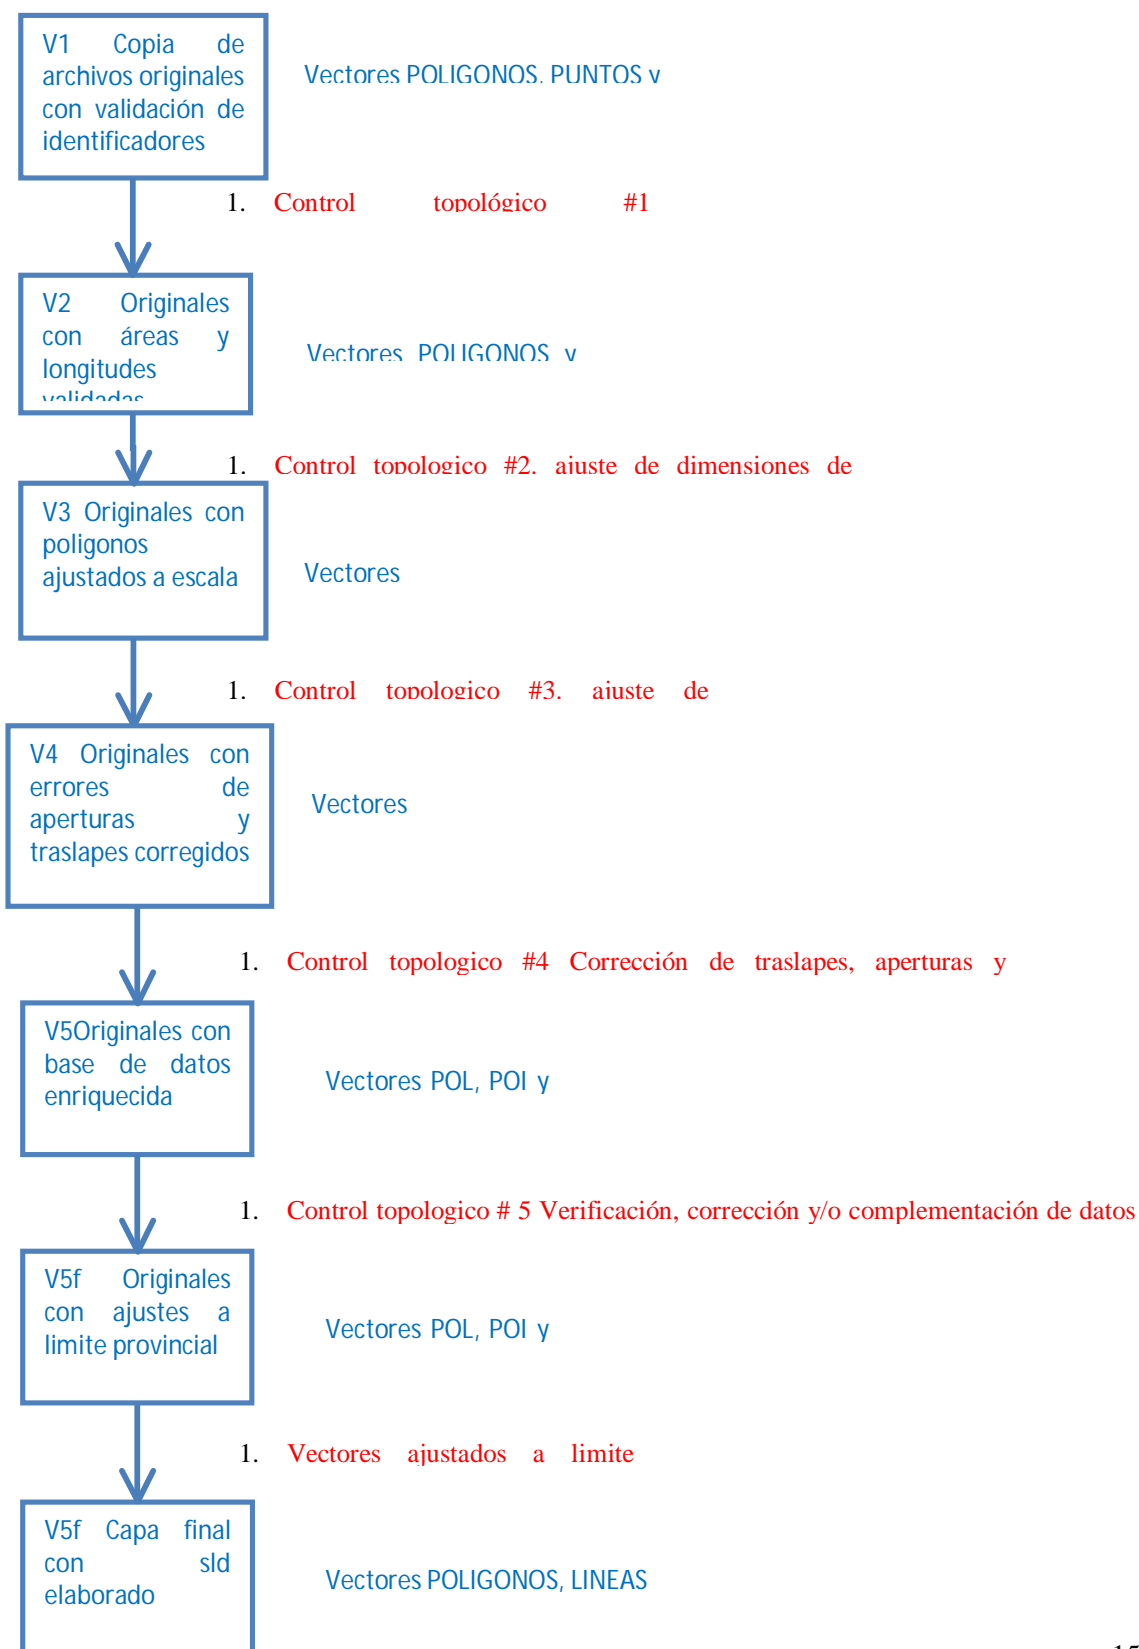 V1 Copia de
archivos originales
con validación de
identificadores
Vectores POLIGONOS, PUNTOS y
1. Control topológico #1
V2 Originales
con áreas y
longitudes
validadas
Vectores POLIGONOS y
1. Control topologico #2. ajuste de dimensiones de
V3 Originales con
poligonos
ajustados a escala
Vectores
1. Control topologico #3. ajuste de
V4 Originales con
errores de
aperturas y
traslapes corregidos
Vectores
1. Control topologico #4 Corrección de traslapes, aperturas y
V5Originales con
base de datos
enriquecida
Vectores POL, POI y
1. Control topologico # 5 Verificación, corrección y/o complementación de datos
V5f Originales
con ajustes a
limite provincial
Vectores POL, POI y
1. Vectores ajustados a limite
V5f Capa final
con sld
elaborado
Vectores POLIGONOS, LINEAS
15